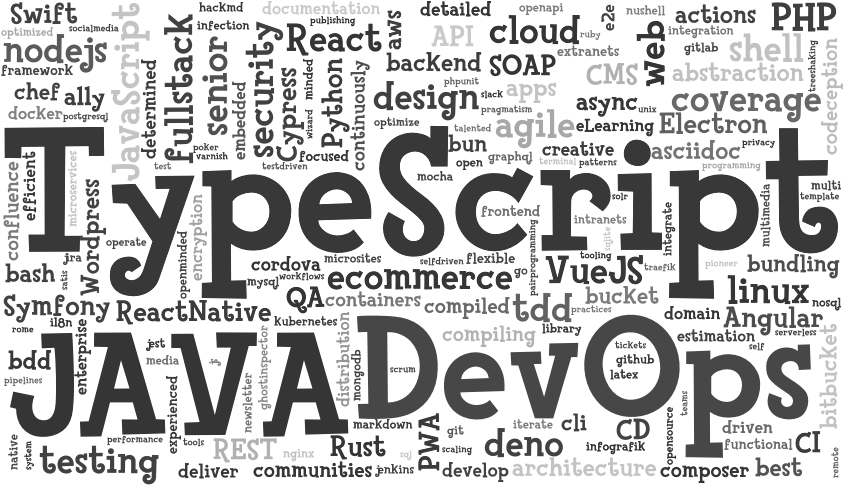 Swift
socialmedia
optimized
nodejs
framework
chef
ally
docker
postgresql
JavaScript
determined
fullstack
hackmd
infection
senior
embedded
security
documentation
publishing
React
aws
Cypress
minded
wizard
Python
continuously
poker
varnish
focused
test
testdriven
detailed
openapi
API
cloud
backend
SOAP
phpunit
design
slack
apps
pragmatism
optimize
talented
agile
bun
open
graphql
mocha
ruby
e2e
nushell
extranets
web
CMS
actions
integration
gitlab
PHP
shell
abstraction
treeshaking
async
unix
coverage
codeception
eLearning
Electron
creative
asciidoc
privacy
terminal
patterns
programming
TypeScript
confluence
efficient
microservices
Wordpress
jra
operate
bash
satis
openminded
encryption
frontend
solr
intranets
sqlite
integrate
multimedia
multi
template
cordova
microsites
selfdriven
flexible
pairprogramming
tooling
mysql
workflows
ecommerce
go
VueJS
traefik
pioneer
bundling
Symfony
ReactNative
QA
containers
compiled
tdd
bucket
practices
linux
nosql
rome
il8n
enterprise
kubernetes
compiling
library
domain
Angular
estimation
serverless
self
JAVA
DevOps
bdd
pipelines
jest
media
newsletter
ghostinspector
distribution
mongodb
scrum
tickets
github
latex
bitbucket
native
system
testing
performance
experienced
tools
deliver
REST
nginx
communities
Rust
sql
jenkins
markdown
PWA
git
scaling
develop
iterate
deno
cli
architecture
infografik
CD
opensource
teams
composer
driven
functional
best
CI
remote